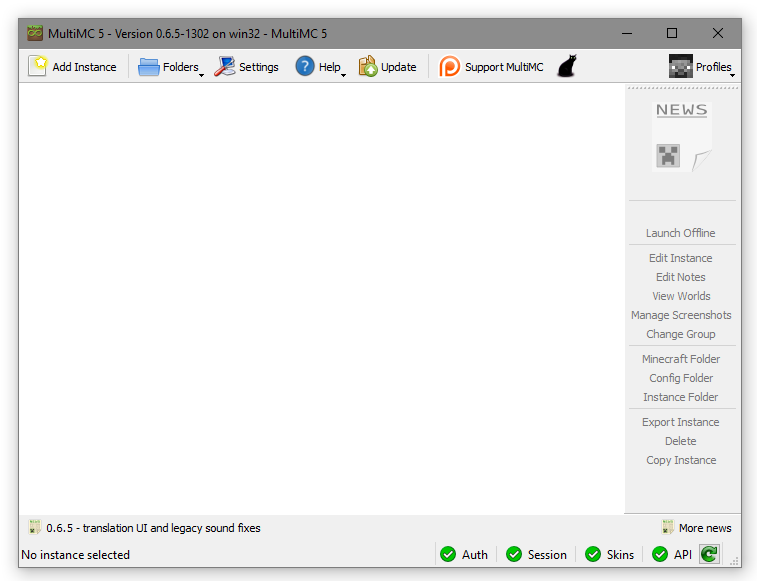 MultiMC 5 - Version 0.6.5-1302 on win32 - MultiMC 5
Add Instance Folders Settings Help Update Support MultiMC Profiles
NEWS
Launch Offline
Edit Instance
Edit Notes
View Worlds
Manage Screenshots
Change Group
Minecraft Folder
Config Folder
Instance Folder
Export Instance
Delete
Copy Instance
0.6.5 - translation UI and legacy sound fixes More news
No instance selected Auth Session Skins API